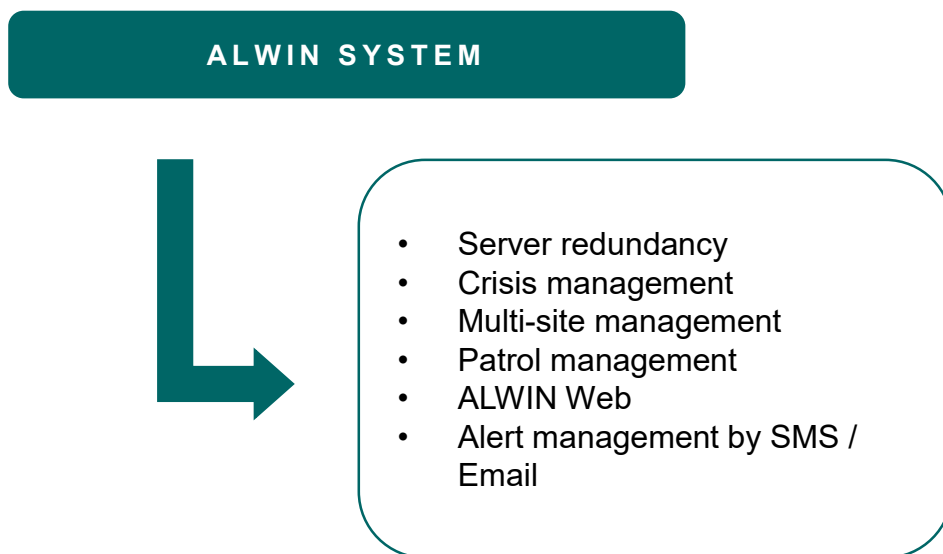 ALWIN SYSTEM
• Server redundancy
• Crisis management
• Multi-site management
• Patrol management
• ALWIN Web
• Alert management by SMS /
Email